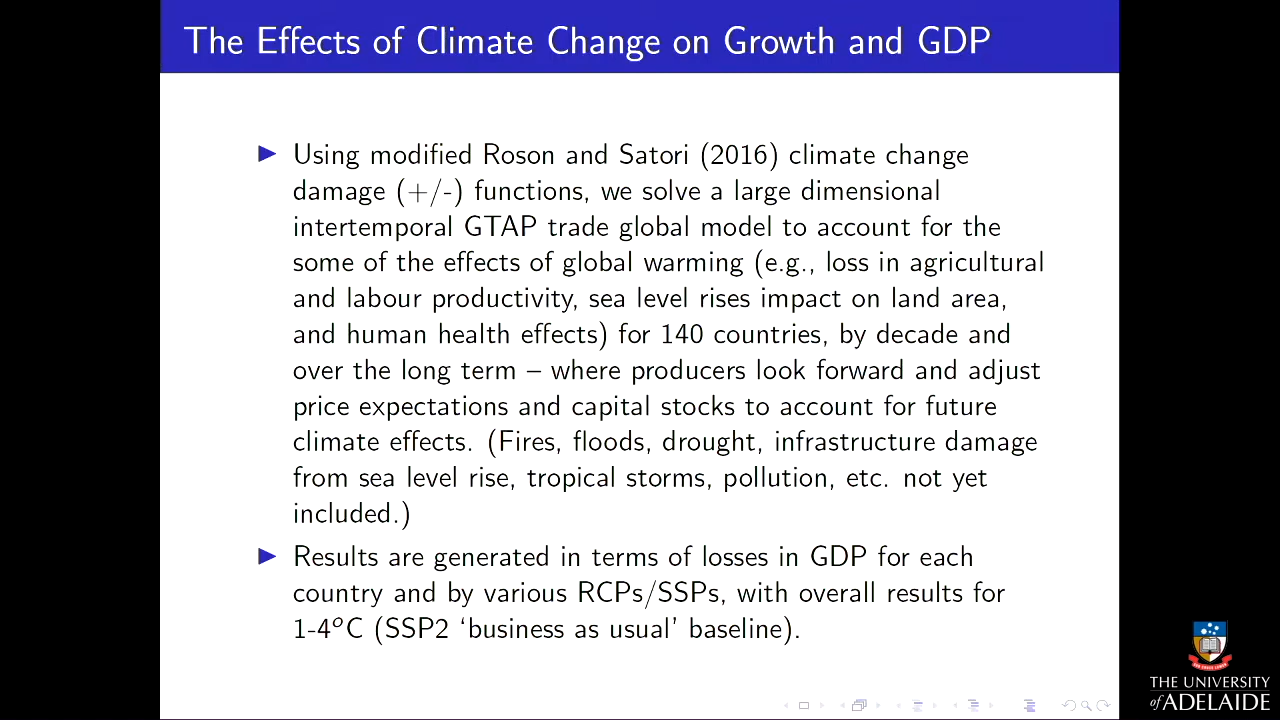 The Effects of Climate Change on Growth and GDP
Using modified Roson and Satori (2016) climate change
damage (+/-) functions, we solve a large dimensional
intertemporal GTAP trade global model to account for the
some of the effects of global warming (e.g., loss in agricultural
and labour productivity, sea level rises impact on land area,
and human health effects) for 140 countries, by decade and
over the long term – where producers look forward and adjust
price expectations and capital stocks to account for future
climate effects. (Fires, floods, drought, infrastructure damage
from sea level rise, tropical storms, pollution, etc. not yet
included.)
Results are generated in terms of losses in GDP for each
country and by various RCPs/SSPs, with overall results for
1-4°C (SSP2 ‘business as usual’ baseline).
THE UNIVERSITY
of ADELAIDE